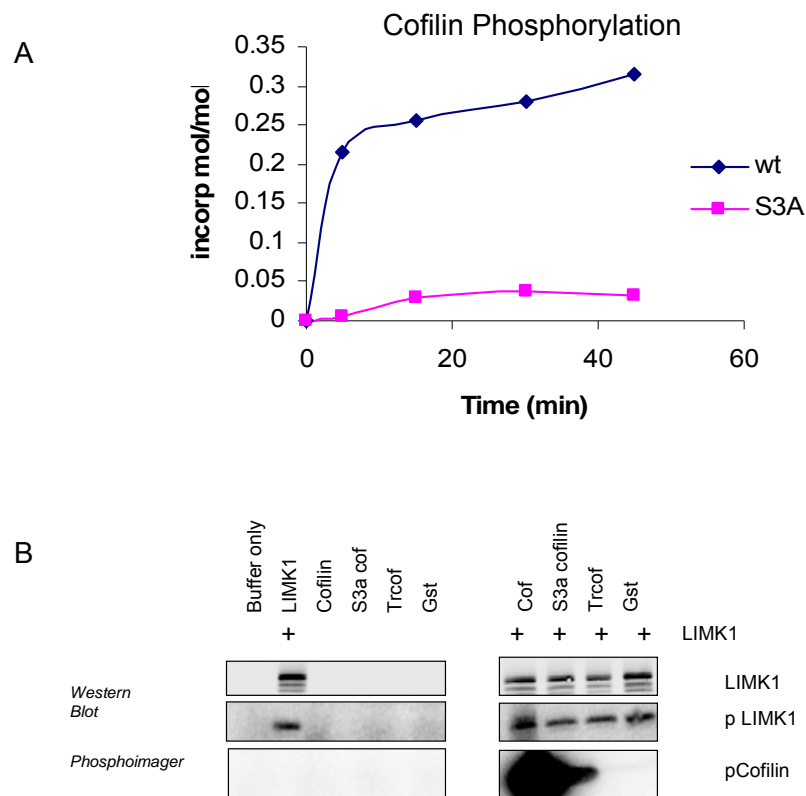 A
Cofilin Phosphorylation
0.35
0.3
0.25
0.2
0.15
0.1
0.05
0
incorp mol/mol
0 20 40 60
Time (min)
wt
S3A
B
Buffer only
LIMK1
Cofilin
S3a cof
Trcof
Gst
Cof
S3a cofilin
Trcof
Gst
+ + + + + LIMK1
Western
Blot
LIMK1
p LIMK1
Phosphoimager
pCofilin